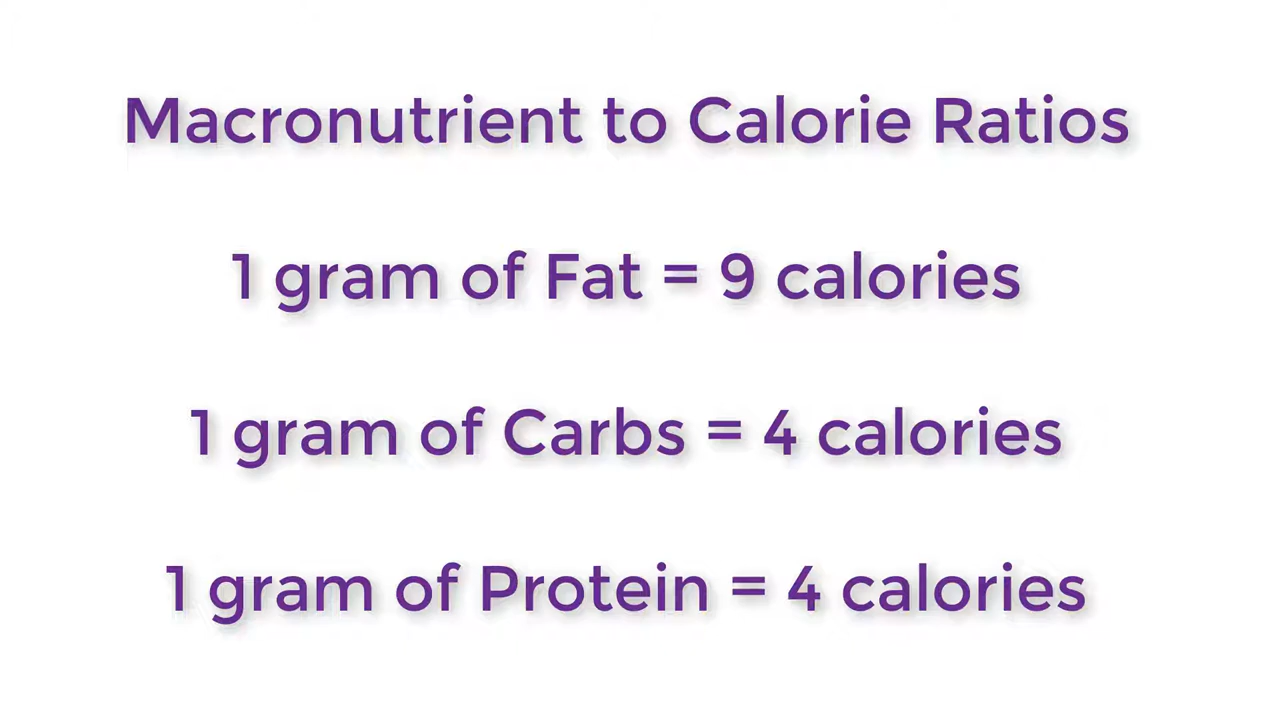 Macronutrient to Calorie Ratios
1 gram of Fat = 9 calories
1 gram of Carbs = 4 calories
1 gram of Protein = 4 calories